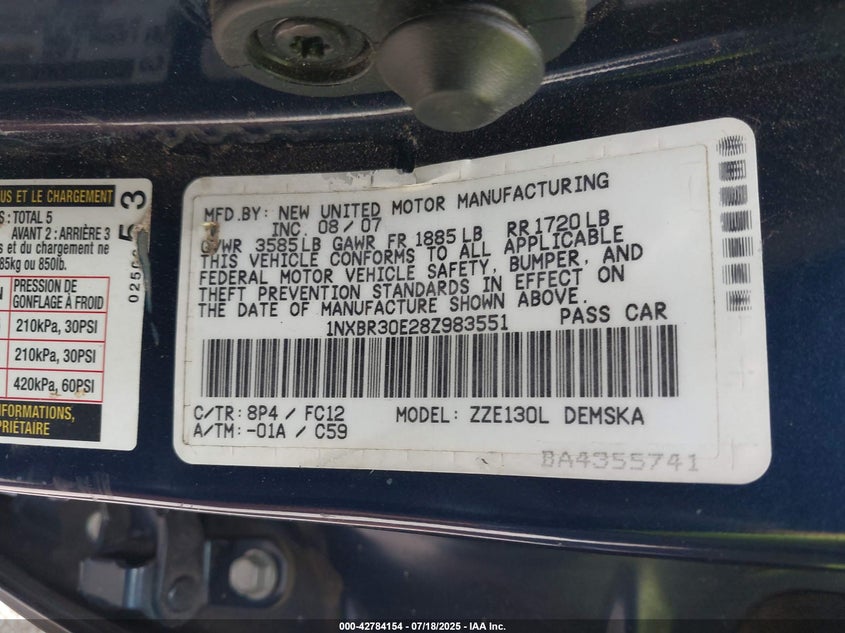 US ET LE CHARGEMENT
S : TOTAL 5
AVANT 2 : ARRIÈRE 3
s et du chargement ne
85kg ou 850lb.
PRESSION DE
GONFLAGE À FROID
210kPa, 30PSI
210kPa, 30PSI
420kPa, 60PSI
FORMATIONS
PRIÉTAIRE
53
MFD.BY: NEW UNITED MOTOR MANUFACTURING
INC. 08 / 07
GVWR 3585LB GAWR FR 1885LB RR 1720LB
THIS VEHICLE CONFORMS TO ALL APPLICABLE
FEDERAL MOTOR VEHICLE SAFETY, BUMPER, AND
THEFT PREVENTION STANDARDS IN EFFECT ON
THE DATE OF MANUFACTURE SHOWN ABOVE.
1NXBR30E28Z983551 PASS CAR
C/TR: 8P4 / FC12 MODEL: ZZE130L DEMSKA
A/TM: -01A / C59
BA4355741
000-42784154 - 07/18/2025 - IAA Inc.